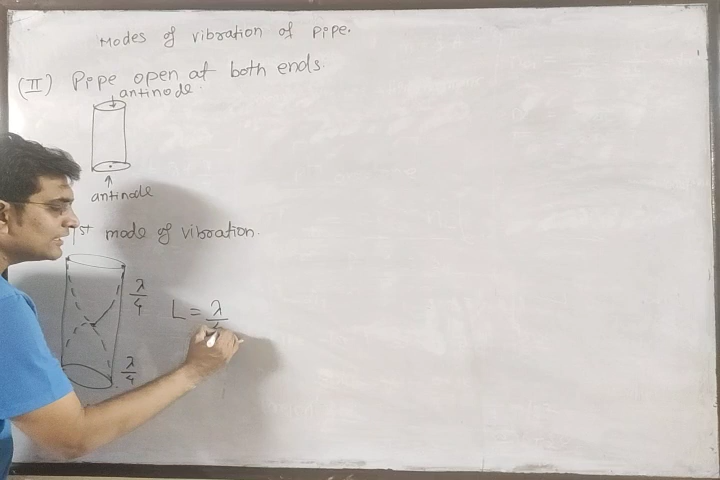 Modes of vibration of Pipe.
(II) Pipe open at both ends.
antinode.
antinode
1st mode of vibration.
λ/4
L = λ/4
λ/4